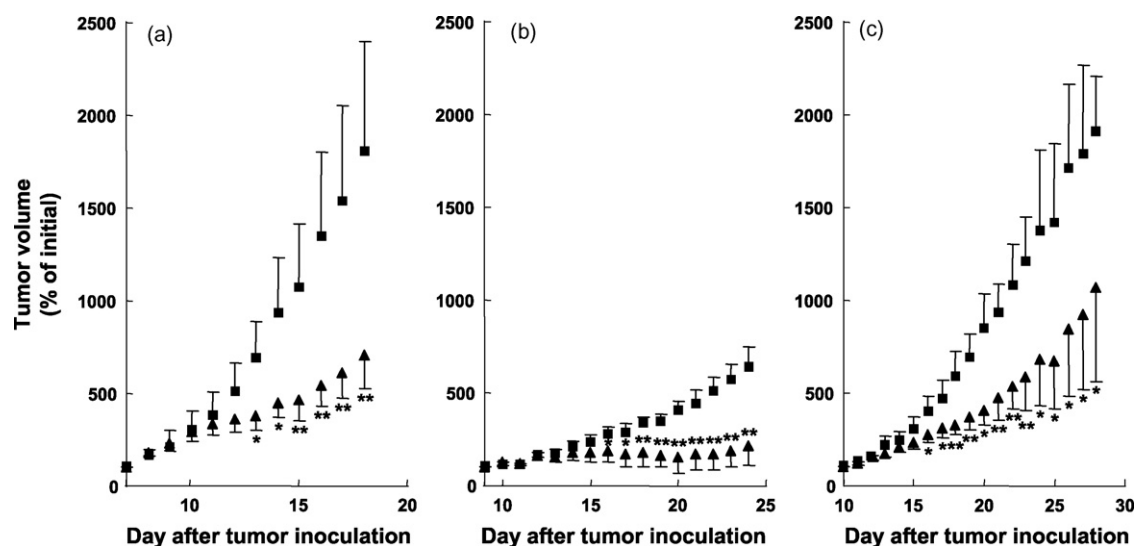 Tumor volume
(% of initial)
(a)
2500
2000
1500
1000
500
0
* * ** ** ** **
10 15 20
Day after tumor inoculation
(b)
2500
2000
1500
1000
500
0
* * ** ** ** ** ** ** **
10 15 20 25
Day after tumor inoculation
(c)
2500
2000
1500
1000
500
0
* *** ** * ** ** ** * * * * *
10 15 20 25 30
Day after tumor inoculation